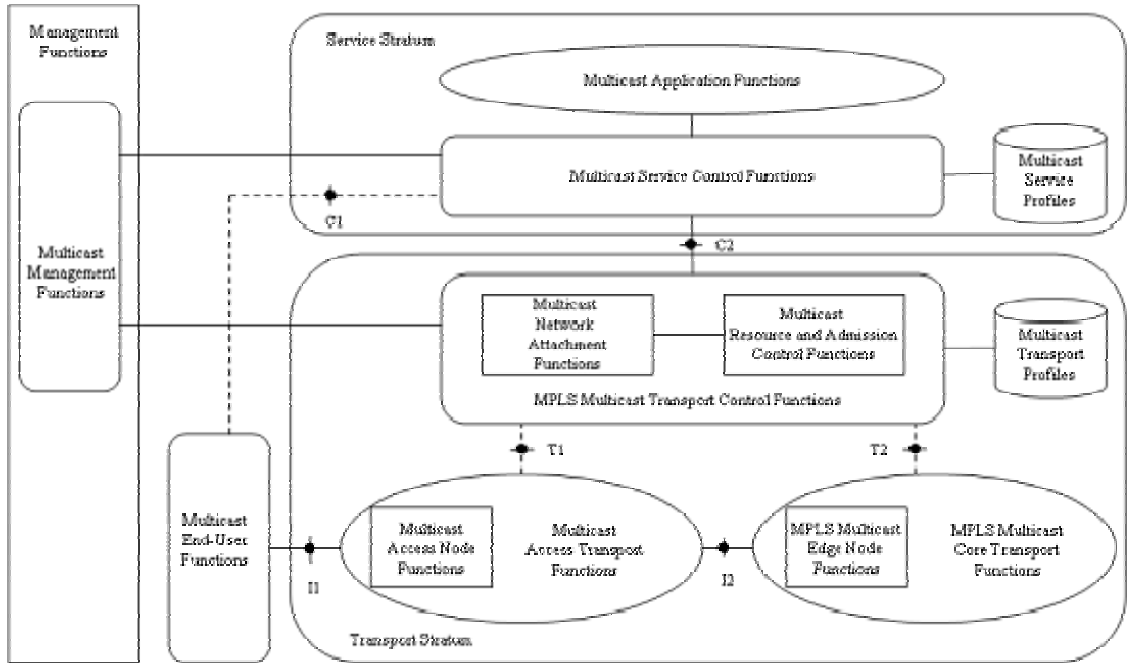 Management
Functions
Service Stratum
Multicast Application Functions
Multicast Service Control Functions
Multicast
Service
Profiles
C1
C2
Multicast
Management
Functions
Multicast
Network
Attachment
Functions
Multicast
Resource and Admission
Control Functions
MPLS Multicast Transport Control Functions
Multicast
Transport
Profiles
T1
T2
Multicast
End-User
Functions
I1
Multicast
Access Node
Functions
Multicast
Access Transport
Functions
I2
MPLS Multicast
Edge Node
Functions
MPLS Multicast
Core Transport
Functions
Transport Stratum